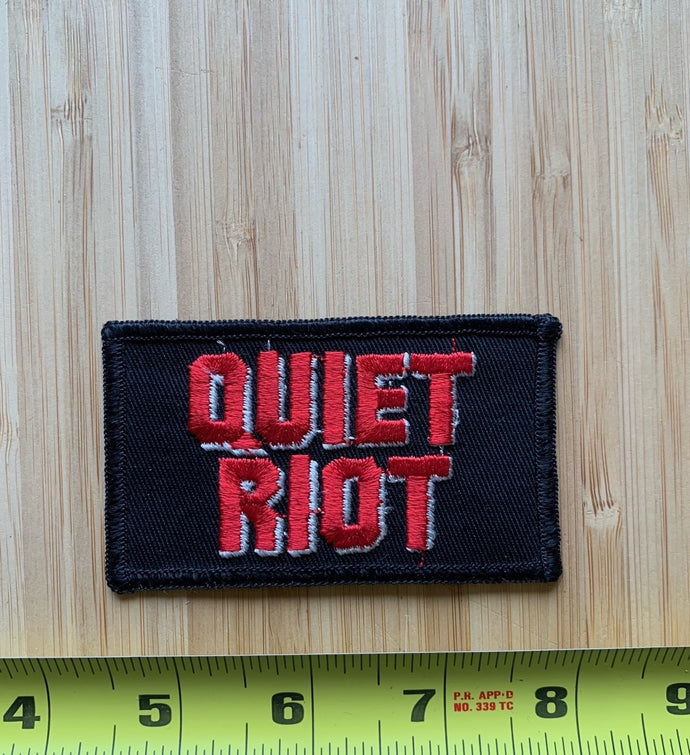 QUIET
RIOT
4 5 6 7 8 9
P.R. APP·D
NO. 339 TC